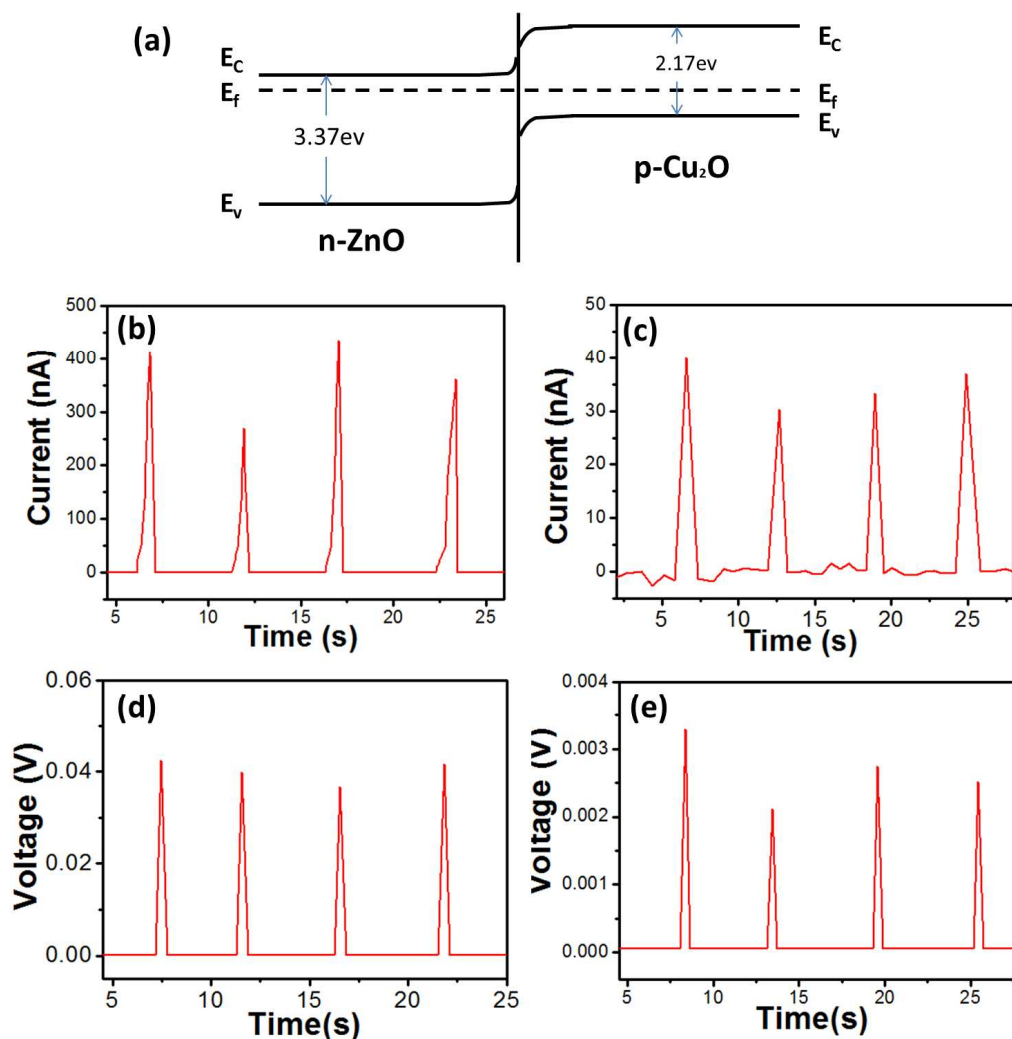 (a)
E_C
E_C
2.17ev
E_f
E_f
3.37ev
E_v
p-Cu₂O
E_v
n-ZnO
(b)
500
400
300
200
100
0
Current (nA)
5 10 15 20 25
Time (s)
(c)
50
40
30
20
10
0
Current (nA)
5 10 15 20 25
Time (s)
(d)
0.06
0.04
0.02
0.00
Voltage (V)
5 10 15 20 25
Time(s)
(e)
0.004
0.003
0.002
0.001
0.000
Voltage (V)
5 10 15 20 25
Time(s)